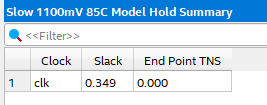 Slow 1100mV 85C Model Hold Summary
<<Filter>>
Clock Slack End Point TNS
1 clk 0.349 0.000